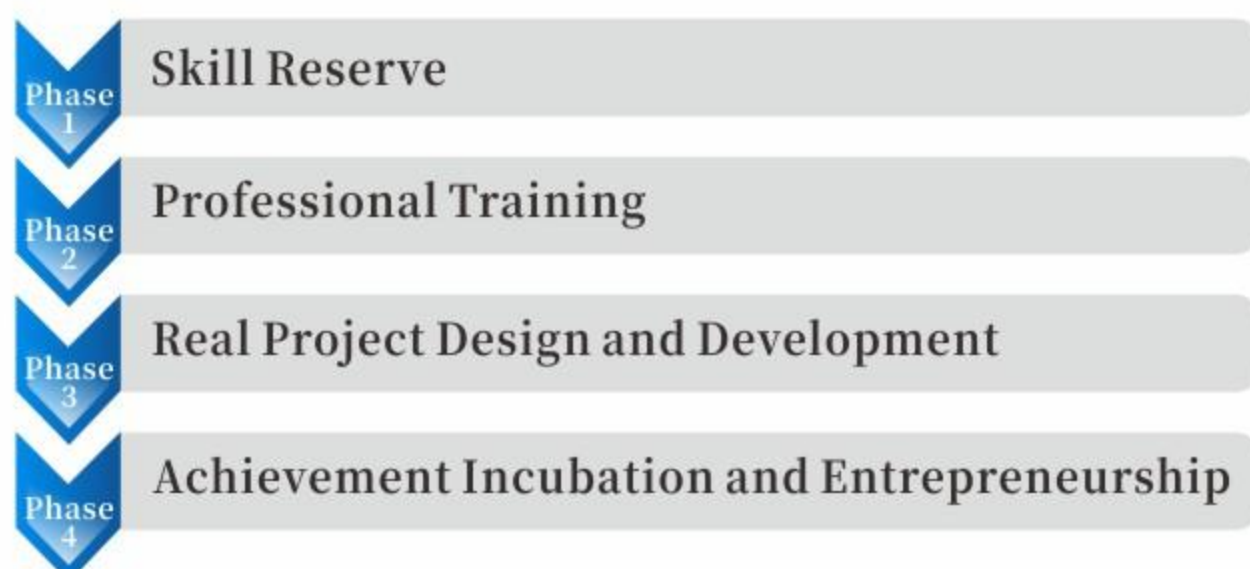 Phase
1
Skill Reserve
Phase
2
Professional Training
Phase
3
Real Project Design and Development
Phase
4
Achievement Incubation and Entrepreneurship